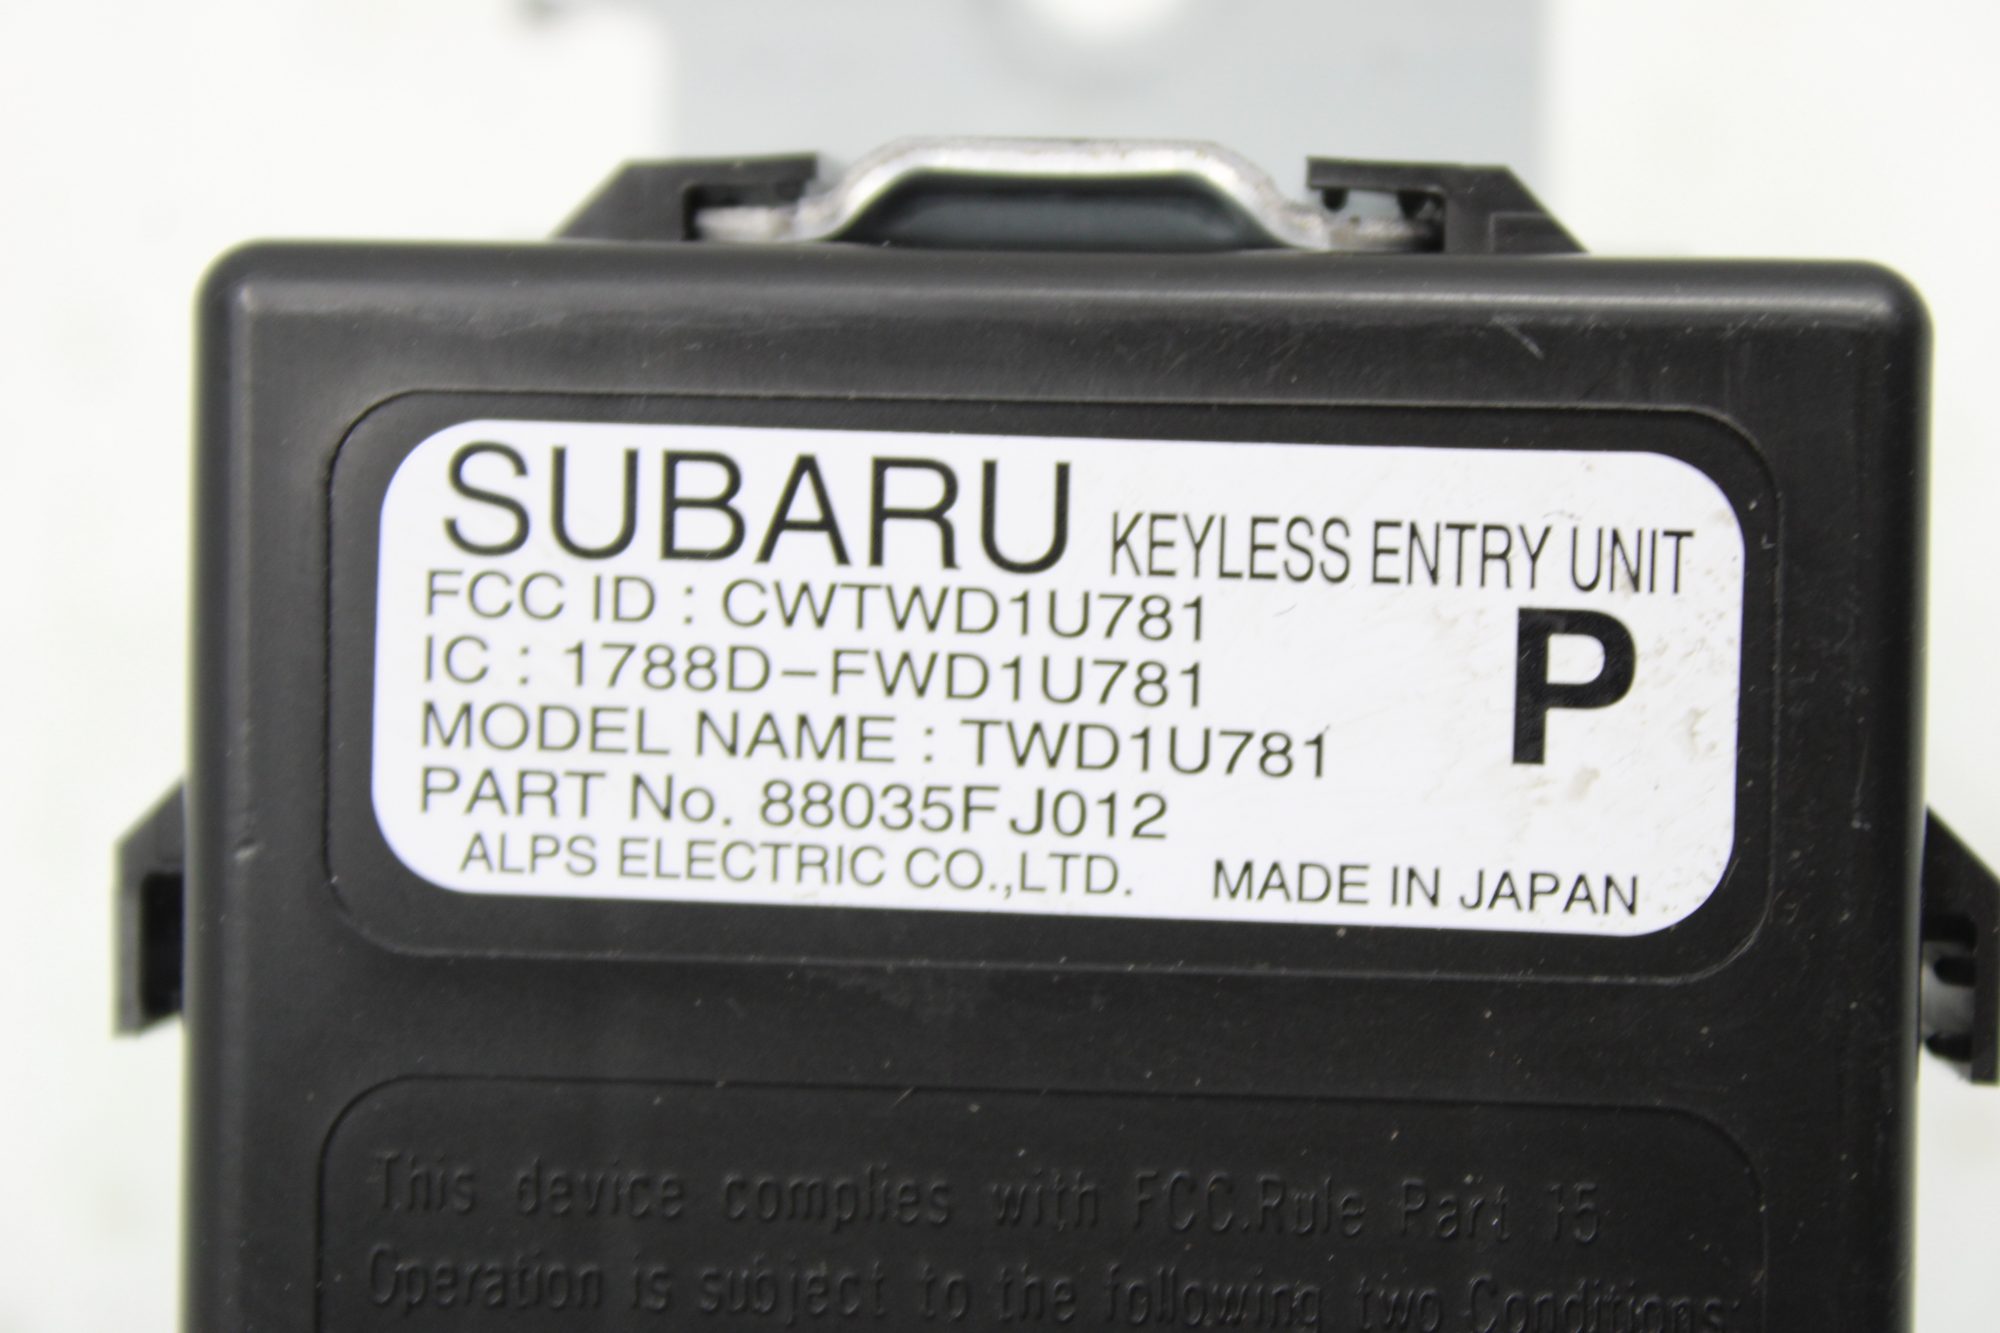 SUBARU KEYLESS ENTRY UNIT
FCC ID : CWTWD1U781
IC : 1788D-FWD1U781
P
MODEL NAME : TWD1U781
PART No. 88035FJ012
ALPS ELECTRIC CO.,LTD. MADE IN JAPAN
This device complies with FCC.Rule Part 15
Operation is subject to the following two Conditions: